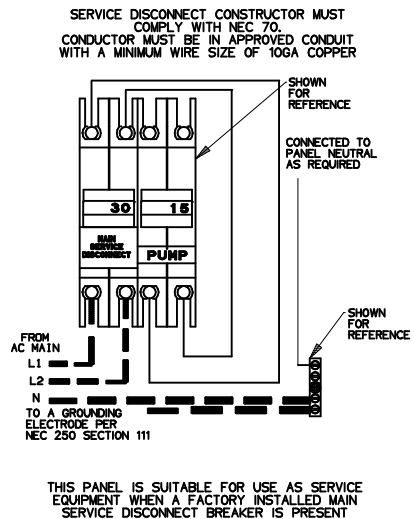 SERVICE DISCONNECT CONSTRUCTOR MUST
COMPLY WITH NEC 70.
CONDUCTOR MUST BE IN APPROVED CONDUIT
WITH A MINIMUM WIRE SIZE OF 10GA COPPER
SHOWN
FOR
REFERENCE
CONNECTED TO
PANEL NEUTRAL
AS REQUIRED
30
15
MAIN
SERVICE
DISCONNECT
PUMP
SHOWN
FOR
REFERENCE
FROM
AC MAIN
L1
L2
N
TO A GROUNDING
ELECTRODE PER
NEC 250 SECTION 111
THIS PANEL IS SUITABLE FOR USE AS SERVICE
EQUIPMENT WHEN A FACTORY INSTALLED MAIN
SERVICE DISCONNECT BREAKER IS PRESENT